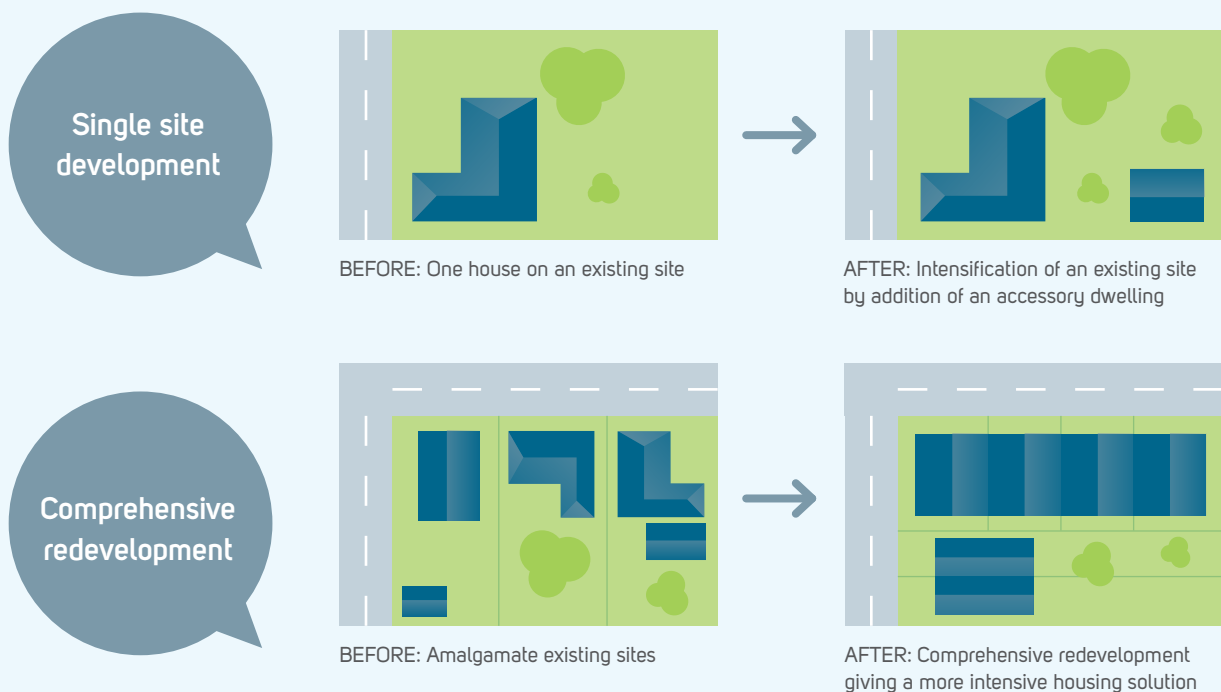 Single site
development
BEFORE: One house on an existing site
AFTER: Intensification of an existing site
by addition of an accessory dwelling
Comprehensive
redevelopment
BEFORE: Amalgamate existing sites
AFTER: Comprehensive redevelopment
giving a more intensive housing solution